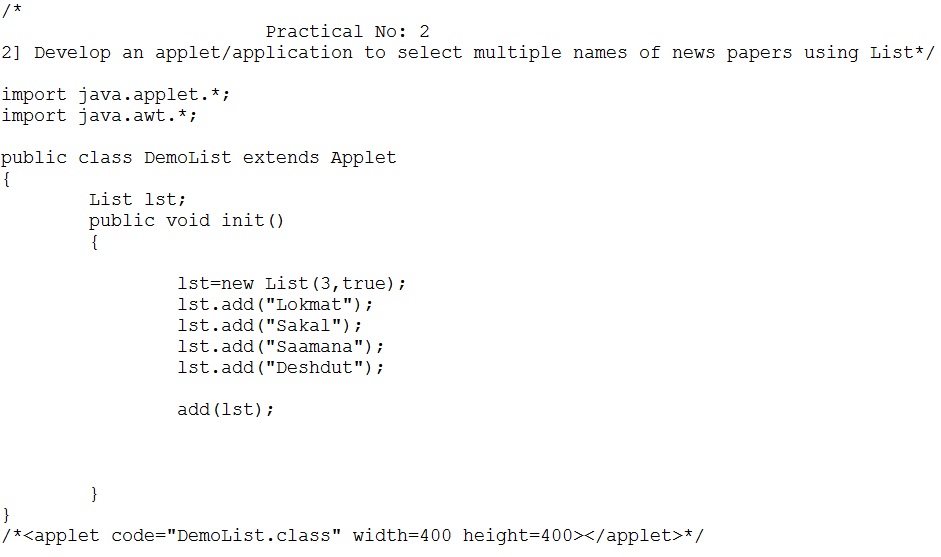 /*
Practical No: 2
2] Develop an applet/application to select multiple names of news papers using List*/
import java.applet.*;
import java.awt.*;
public class DemoList extends Applet
{
List lst;
public void init()
{
lst=new List(3,true);
lst.add("Lokmat");
lst.add("Sakal");
lst.add("Saamana");
lst.add("Deshdut");
add(lst);
}
}
/*<applet code="DemoList.class" width=400 height=400></applet>*/